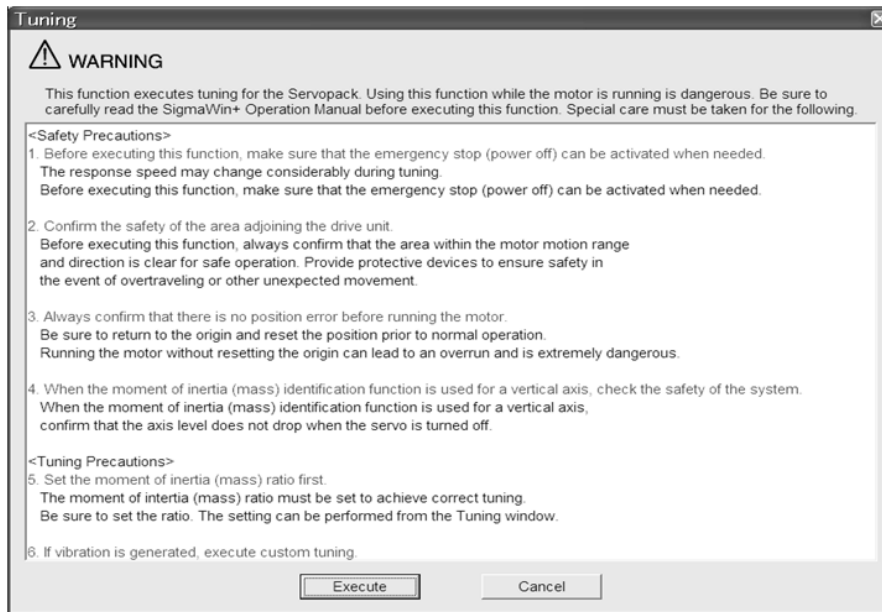 Tuning
WARNING
This function executes tuning for the Servopack. Using this function while the motor is running is dangerous. Be sure to
carefully read the SigmaWin+ Operation Manual before executing this function. Special care must be taken for the following.
<Safety Precautions>
1. Before executing this function, make sure that the emergency stop (power off) can be activated when needed.
The response speed may change considerably during tuning.
Before executing this function, make sure that the emergency stop (power off) can be activated when needed.
2. Confirm the safety of the area adjoining the drive unit.
Before executing this function, always confirm that the area within the motor motion range
and direction is clear for safe operation. Provide protective devices to ensure safety in
the event of overtraveling or other unexpected movement.
3. Always confirm that there is no position error before running the motor.
Be sure to return to the origin and reset the position prior to normal operation.
Running the motor without resetting the origin can lead to an overrun and is extremely dangerous.
4. When the moment of inertia (mass) identification function is used for a vertical axis, check the safety of the system.
When the moment of inertia (mass) identification function is used for a vertical axis,
confirm that the axis level does not drop when the servo is turned off.
<Tuning Precautions>
5. Set the moment of inertia (mass) ratio first.
The moment of intertia (mass) ratio must be set to achieve correct tuning.
Be sure to set the ratio. The setting can be performed from the Tuning window.
6. If vibration is generated, execute custom tuning.
Execute
Cancel